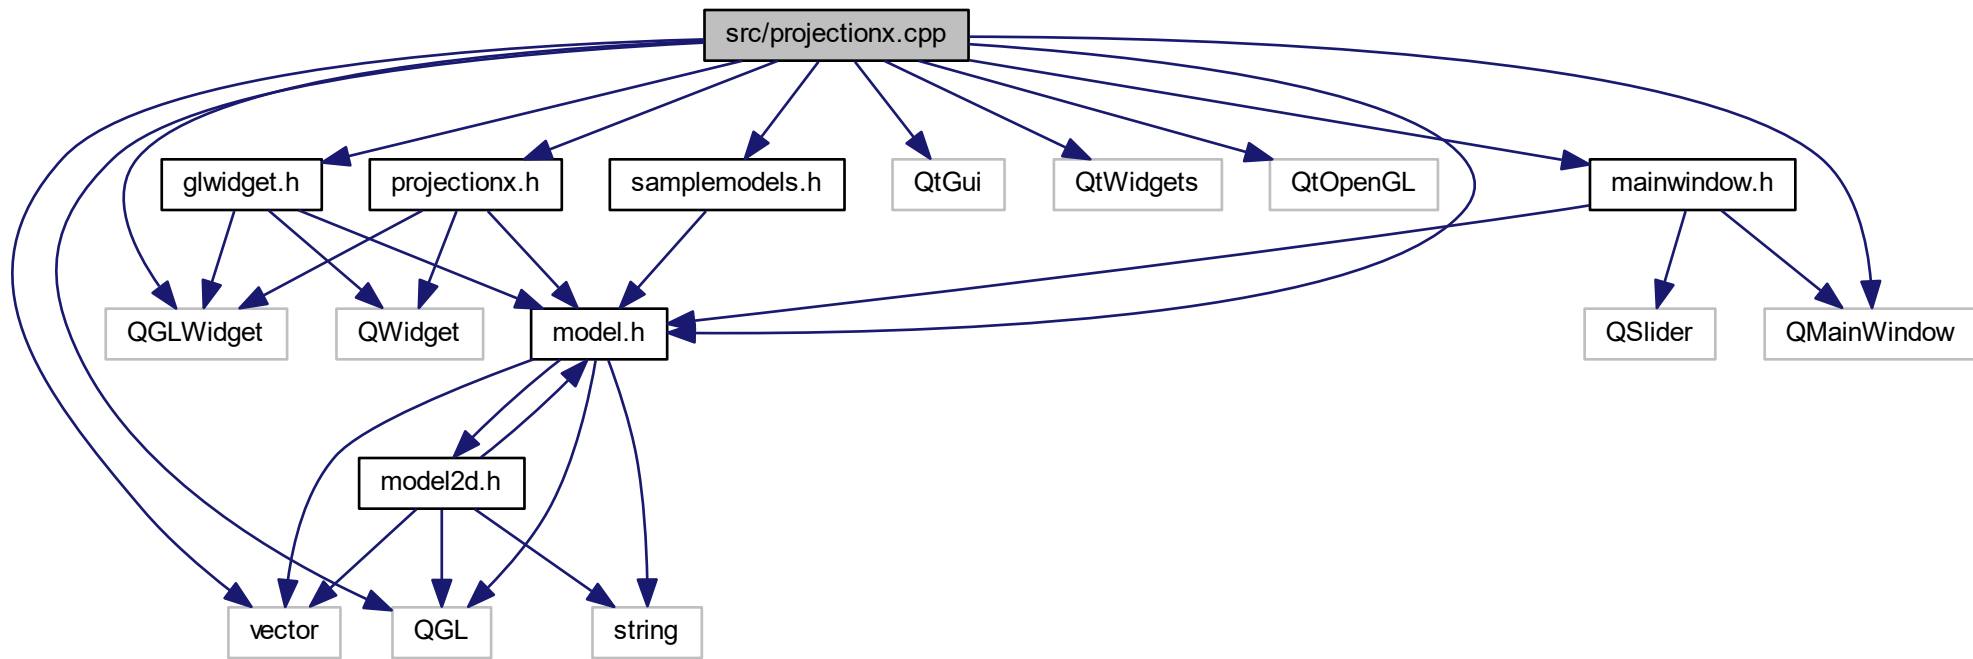 src/projectionx.cpp
glwidget.h
projectionx.h
samplemodels.h
QtGui
QtWidgets
QtOpenGL
mainwindow.h
QGLWidget
QWidget
model.h
QSlider
QMainWindow
model2d.h
vector
QGL
string